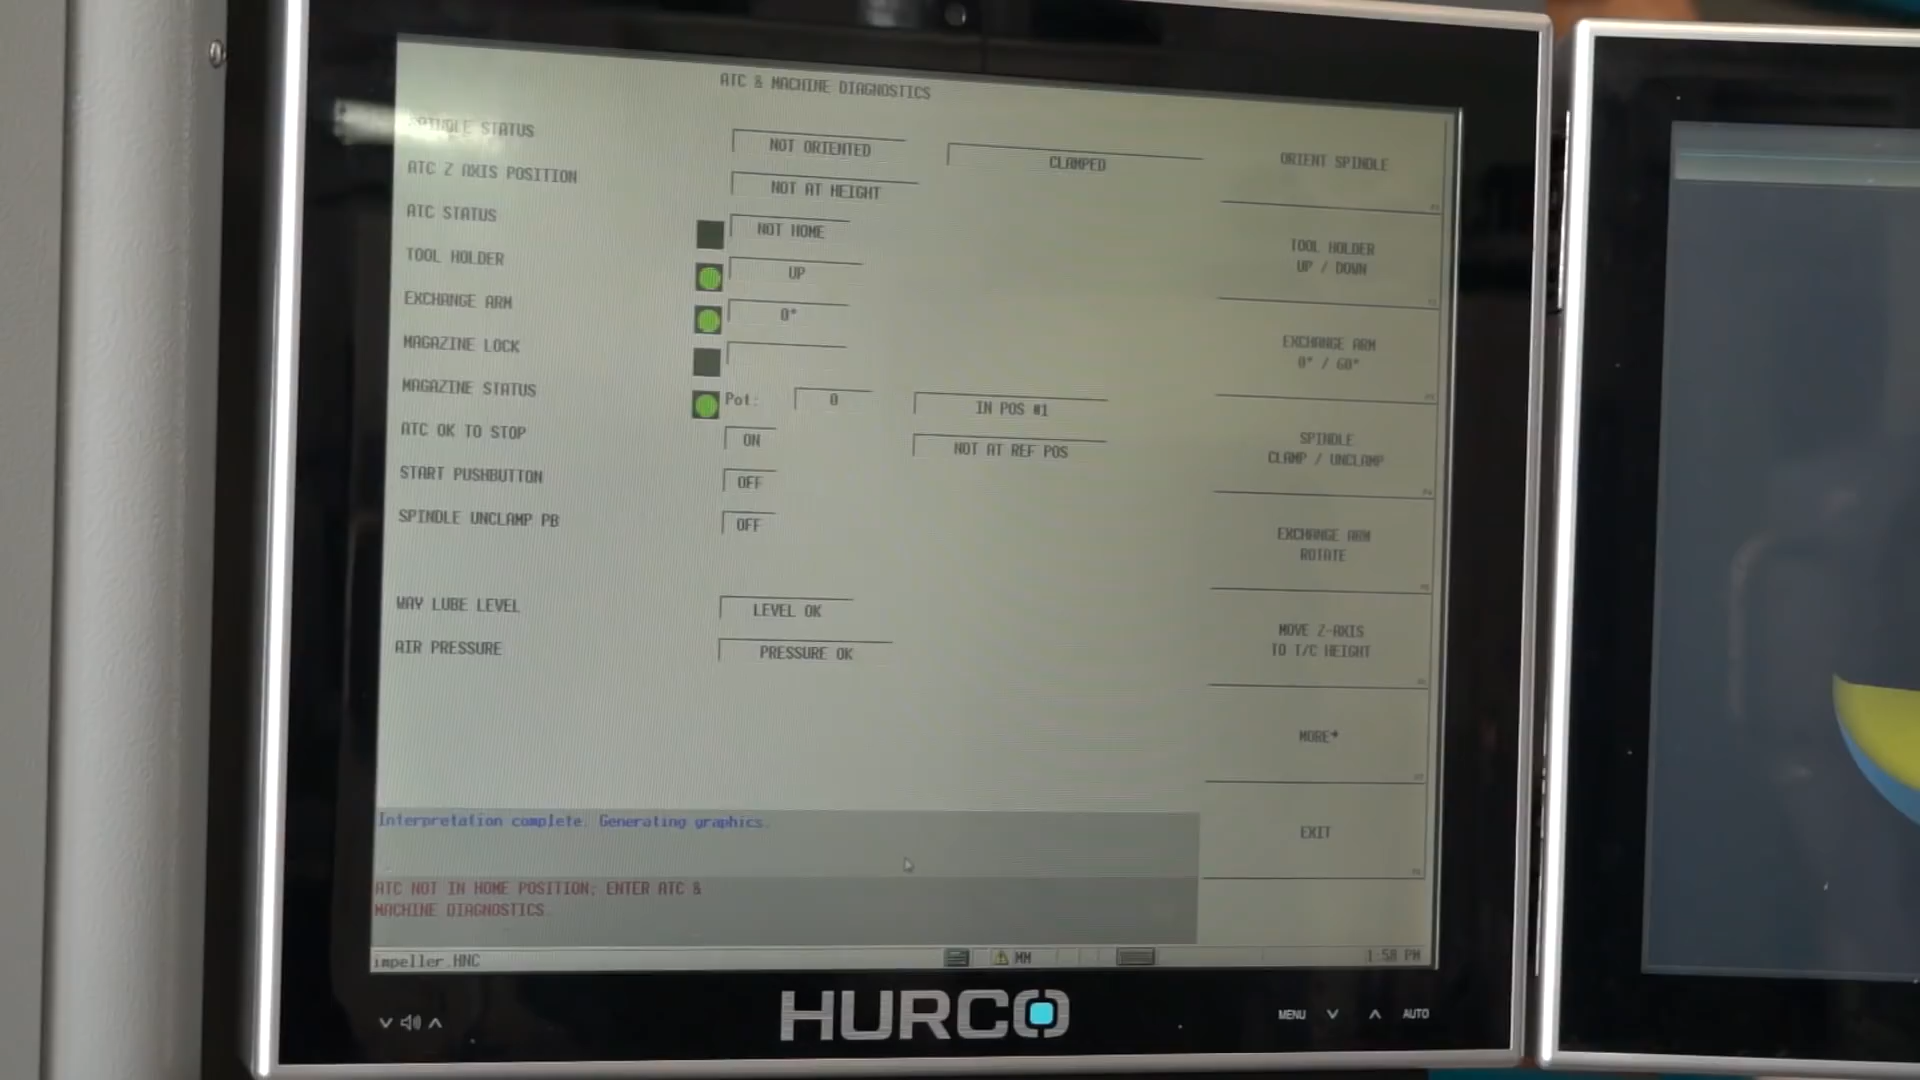 ATC & MACHINE DIAGNOSTICS
SPINDLE STATUS
NOT ORIENTED
CLAMPED
ATC Z AXIS POSITION
NOT AT HEIGHT
ATC STATUS
NOT HOME
TOOL HOLDER
UP
EXCHANGE ARM
0°
MAGAZINE LOCK
MAGAZINE STATUS
Pot: 0
IN POS #1
ATC OK TO STOP
ON
NOT AT REF POS
START PUSHBUTTON
OFF
SPINDLE UNCLAMP PB
OFF
WAY LUBE LEVEL
LEVEL OK
AIR PRESSURE
PRESSURE OK
ORIENT SPINDLE
TOOL HOLDER
UP / DOWN
EXCHANGE ARM
0° / 60°
SPINDLE
CLAMP / UNCLAMP
EXCHANGE ARM
ROTATE
MOVE Z-AXIS
TO T/C HEIGHT
MORE→
EXIT
Interpretation complete. Generating graphics.
ATC NOT IN HOME POSITION; ENTER ATC &
MACHINE DIAGNOSTICS
impeller.HNC
MM
1:58 PM
HURCO
MENU
AUTO